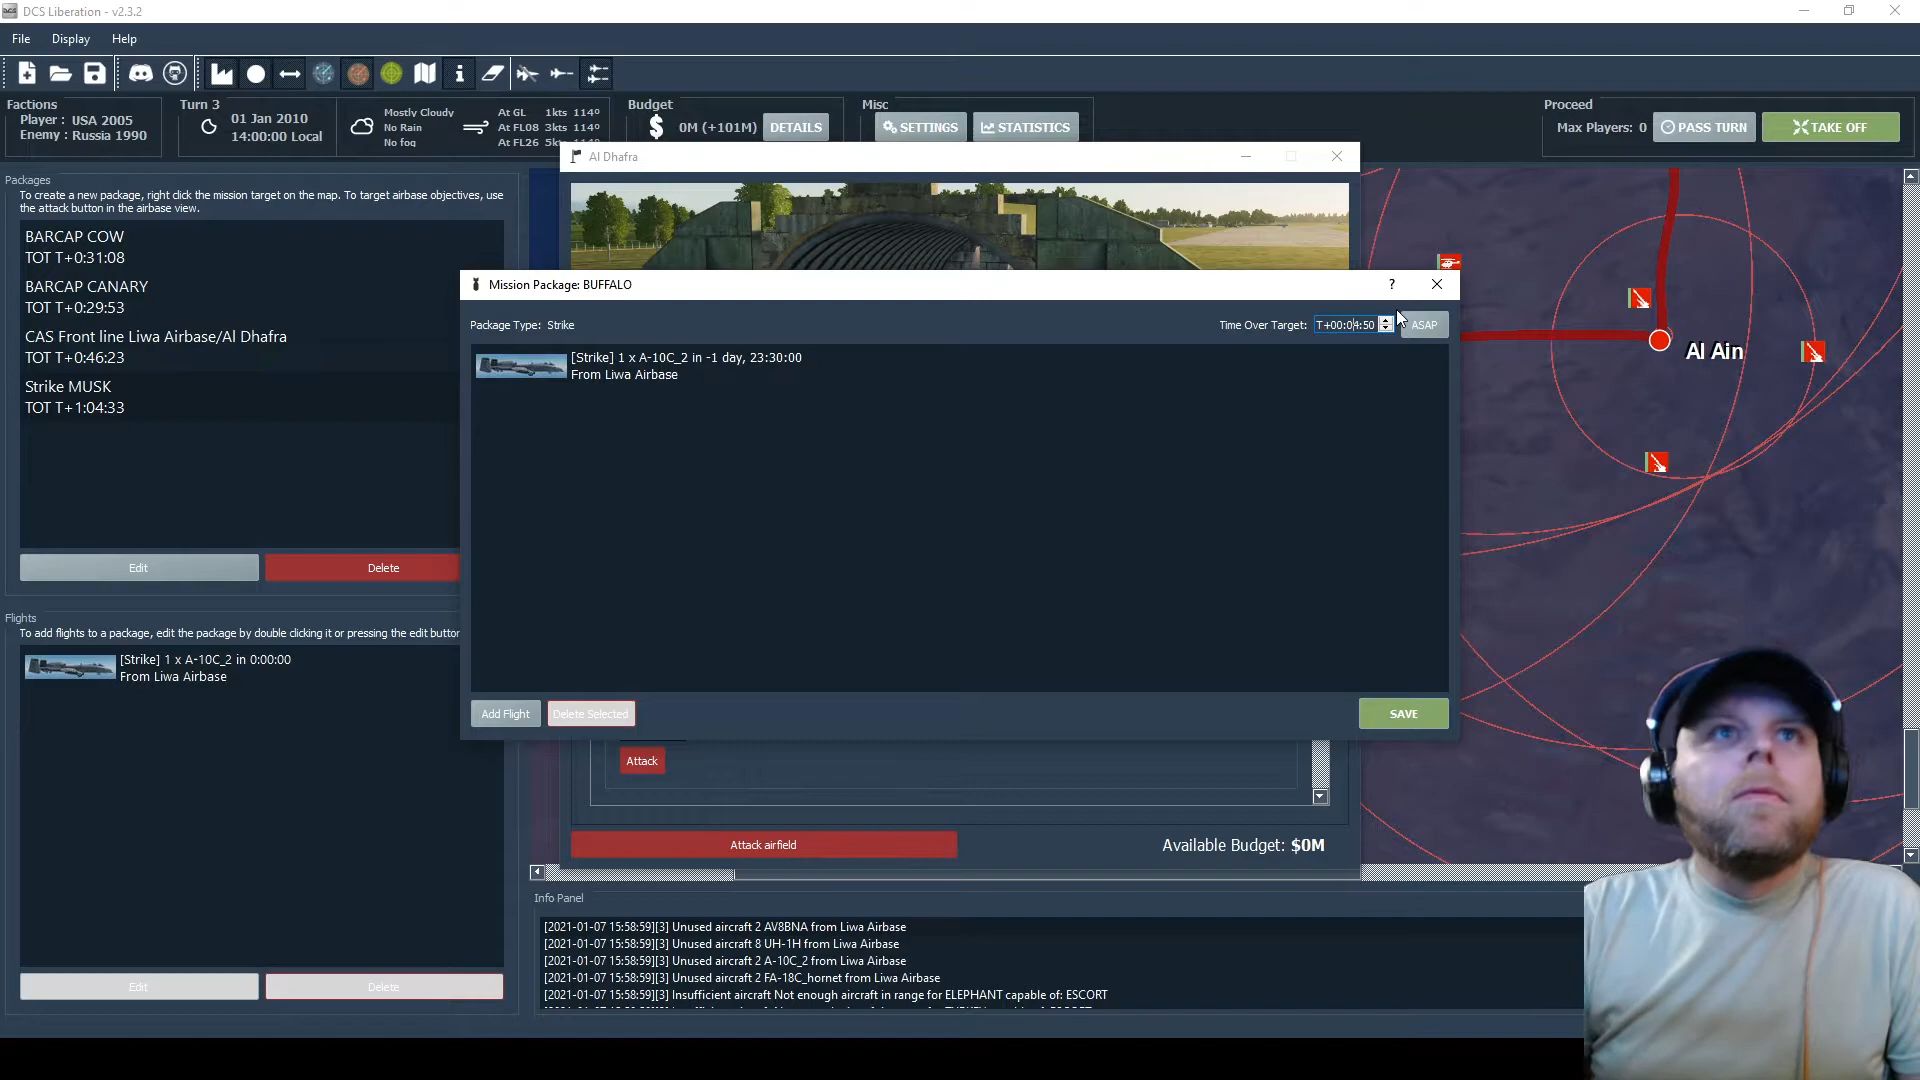 DCS Liberation - v2.3.2
File Display Help
Factions
Player : USA 2005
Enemy : Russia 1990
Turn 3
01 Jan 2010
14:00:00 Local
Mostly Cloudy
No Rain
No fog
At GL 1kts 114º
At FL08 3kts 114º
At FL26 5kts 114º
Budget
$ 0M (+101M) DETAILS
Misc
SETTINGS STATISTICS
Proceed
Max Players: 0 PASS TURN TAKE OFF
Packages
To create a new package, right click the mission target on the map. To target airbase objectives, use
the attack button in the airbase view.
BARCAP COW
TOT T+0:31:08
BARCAP CANARY
TOT T+0:29:53
CAS Front line Liwa Airbase/Al Dhafra
TOT T+0:46:23
Strike MUSK
TOT T+1:04:33
Edit Delete
Flights
To add flights to a package, edit the package by double clicking it or pressing the edit button
[Strike] 1 x A-10C_2 in 0:00:00
From Liwa Airbase
Edit Delete
Al Dhafra
Mission Package: BUFFALO
?
Package Type: Strike
Time Over Target: T+00:04:50 ASAP
[Strike] 1 x A-10C_2 in -1 day, 23:30:00
From Liwa Airbase
Add Flight Delete Selected SAVE
Attack
Attack airfield
Available Budget: $0M
Al Ain
Info Panel
[2021-01-07 15:58:59][3] Unused aircraft 2 AV8BNA from Liwa Airbase
[2021-01-07 15:58:59][3] Unused aircraft 8 UH-1H from Liwa Airbase
[2021-01-07 15:58:59][3] Unused aircraft 2 A-10C_2 from Liwa Airbase
[2021-01-07 15:58:59][3] Unused aircraft 2 FA-18C_hornet from Liwa Airbase
[2021-01-07 15:58:59][3] Insufficient aircraft Not enough aircraft in range for ELEPHANT capable of: ESCORT